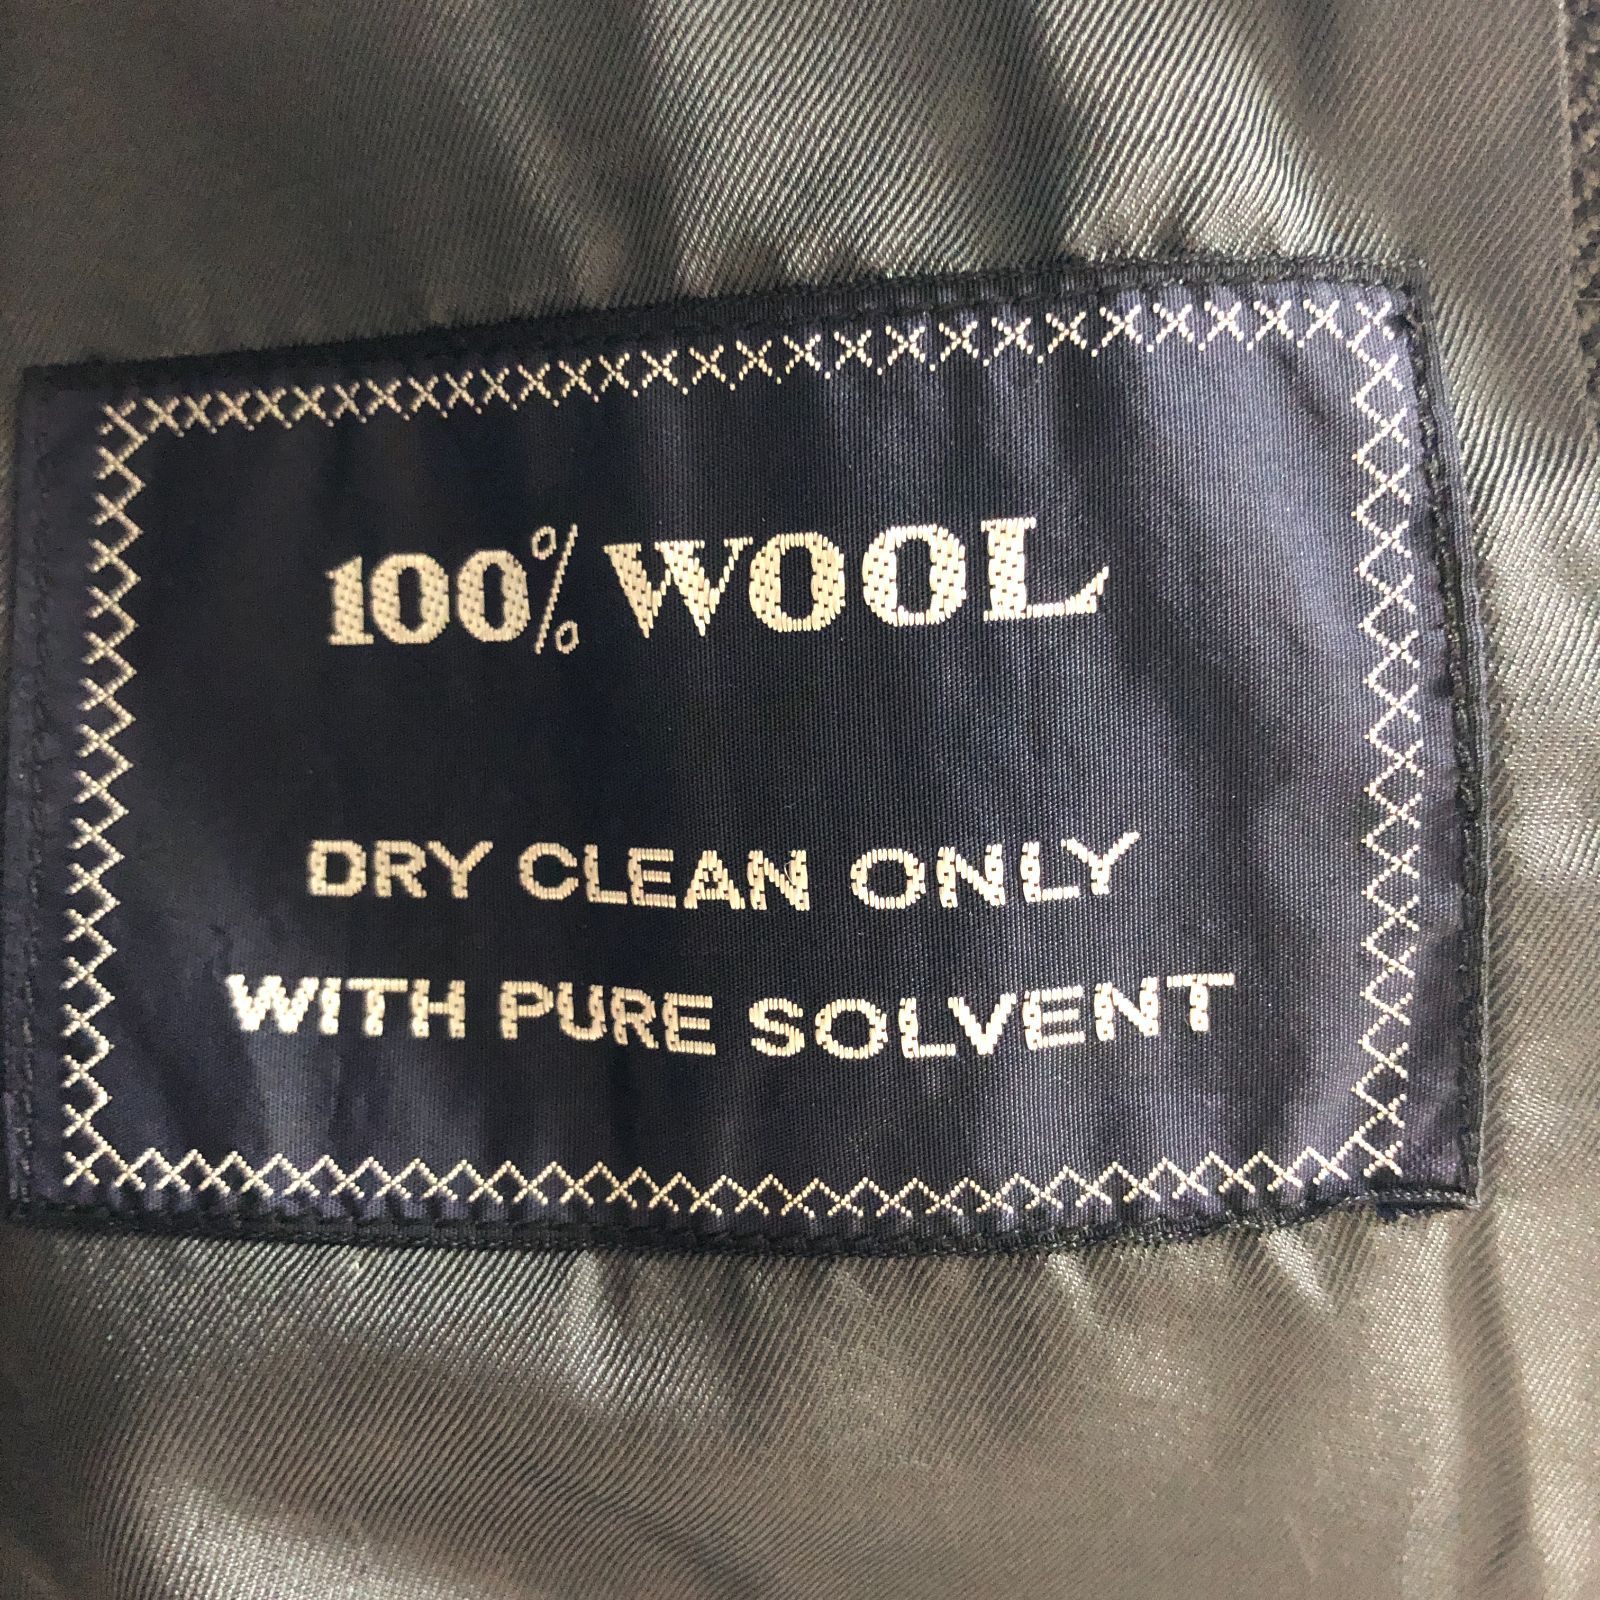 100% WOOL
DRY CLEAN ONLY
WITH PURE SOLVENT